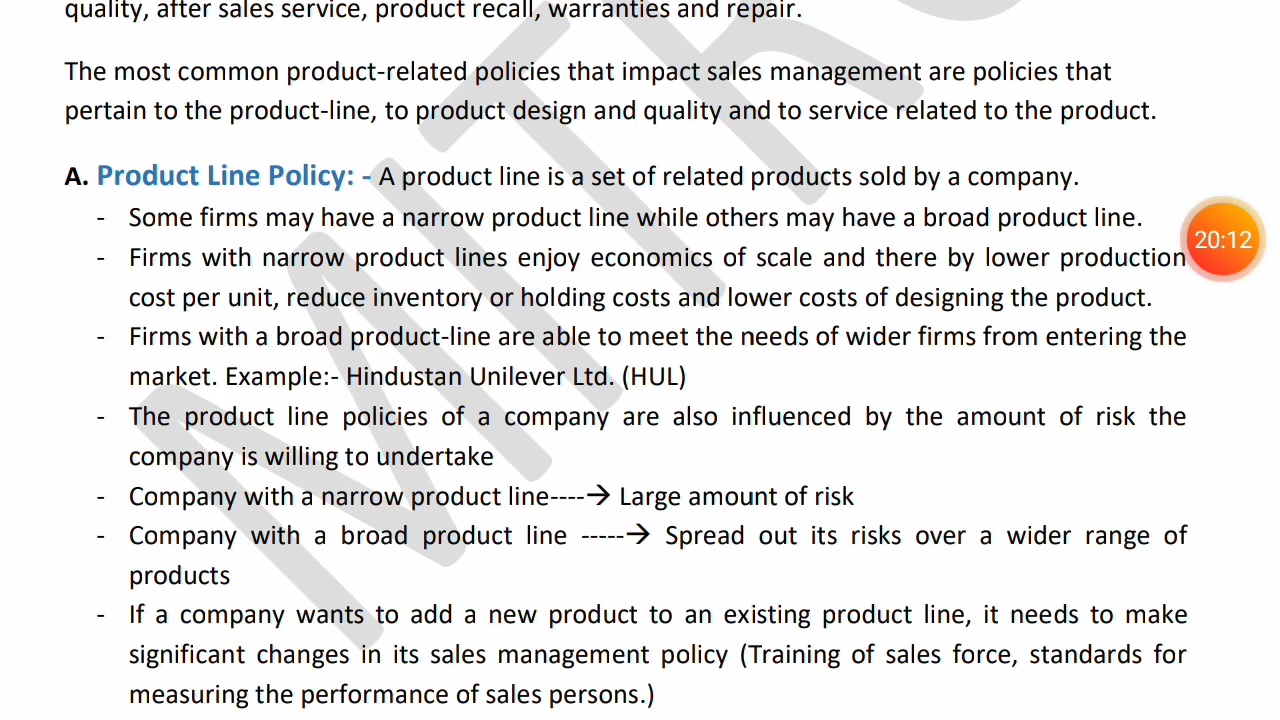 quality, after sales service, product recall, warranties and repair.
The most common product-related policies that impact sales management are policies that
pertain to the product-line, to product design and quality and to service related to the product.
A. Product Line Policy: - A product line is a set of related products sold by a company.
- Some firms may have a narrow product line while others may have a broad product line.
- Firms with narrow product lines enjoy economics of scale and there by lower production
cost per unit, reduce inventory or holding costs and lower costs of designing the product.
- Firms with a broad product-line are able to meet the needs of wider firms from entering the
market. Example:- Hindustan Unilever Ltd. (HUL)
- The product line policies of a company are also influenced by the amount of risk the
company is willing to undertake
- Company with a narrow product line----→ Large amount of risk
- Company with a broad product line -----→ Spread out its risks over a wider range of
products
- If a company wants to add a new product to an existing product line, it needs to make
significant changes in its sales management policy (Training of sales force, standards for
measuring the performance of sales persons.)
20:12